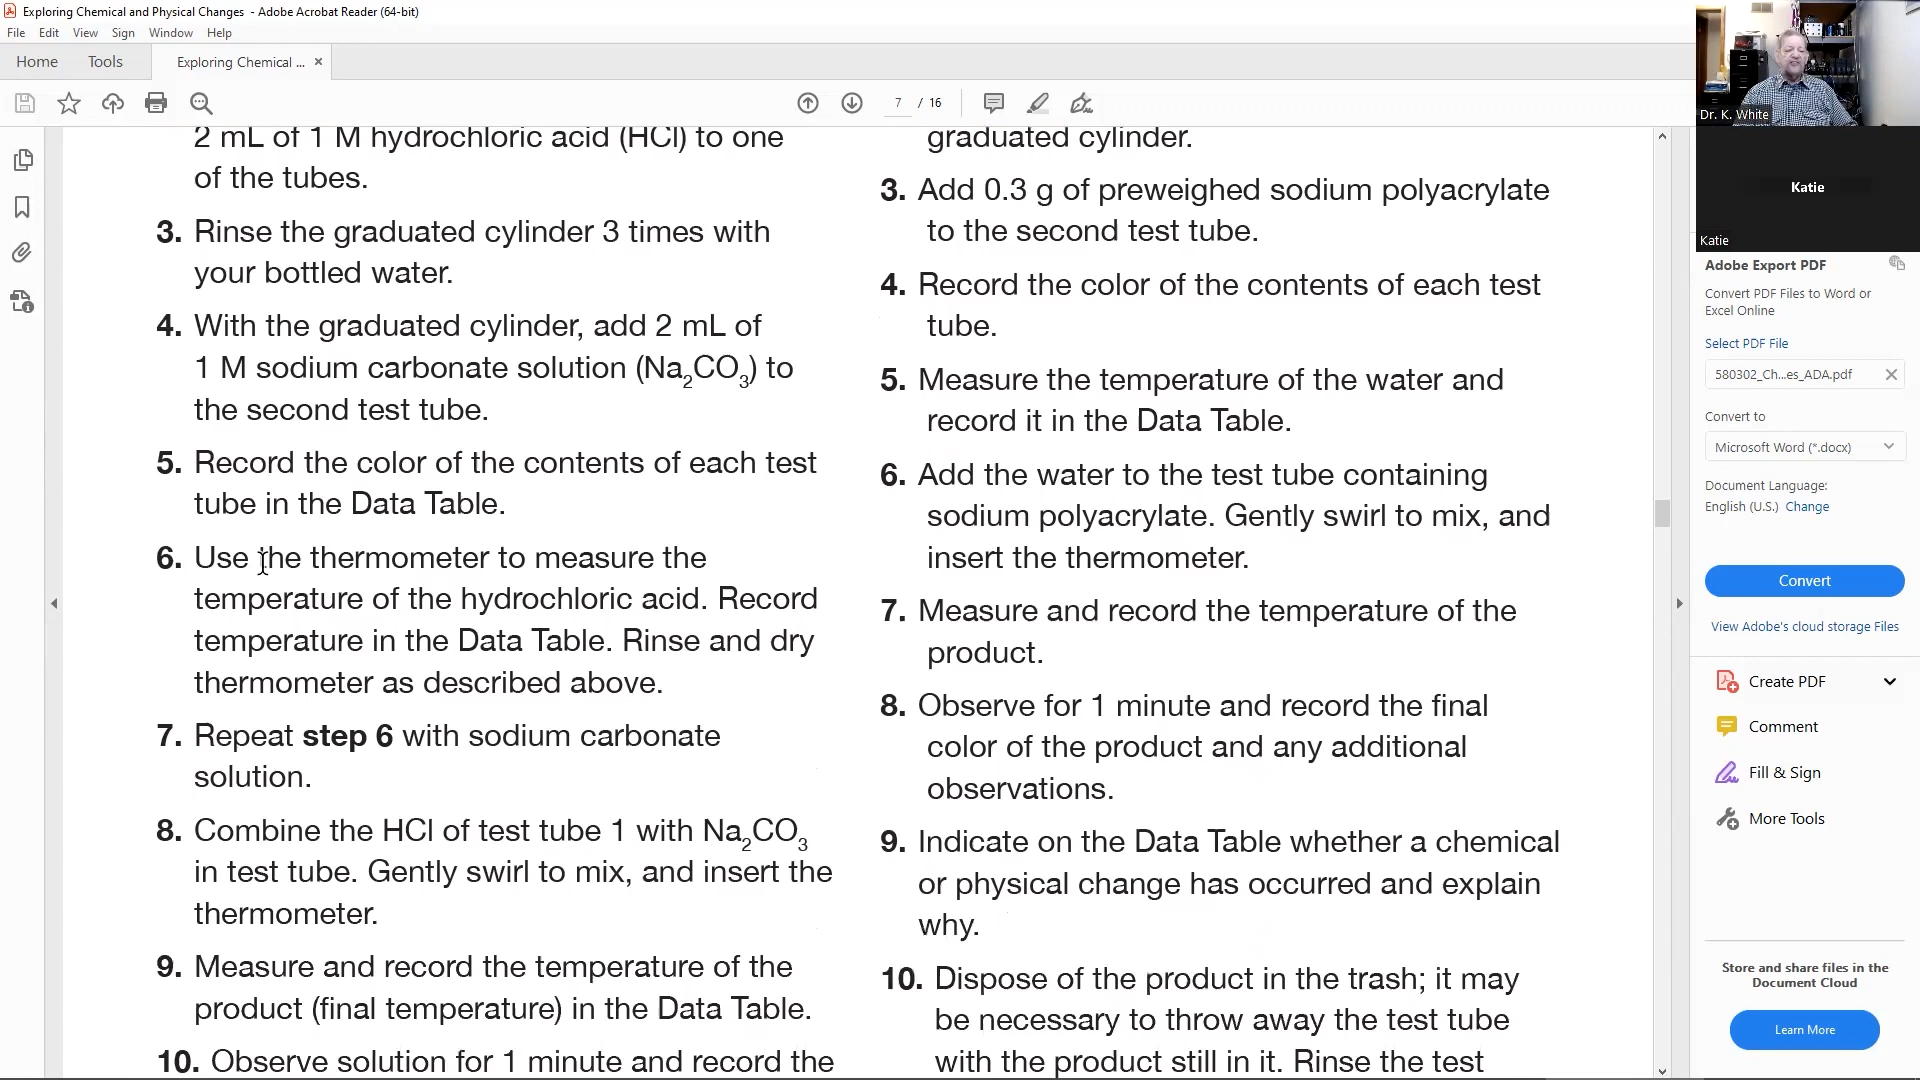 Exploring Chemical and Physical Changes - Adobe Acrobat Reader (64-bit)
File Edit View Sign Window Help
Home Tools Exploring Chemical ... ×
7 / 16
2 mL of 1 M hydrochloric acid (HCl) to one
of the tubes.
3. Rinse the graduated cylinder 3 times with
your bottled water.
4. With the graduated cylinder, add 2 mL of
1 M sodium carbonate solution (Na₂CO₃) to
the second test tube.
5. Record the color of the contents of each test
tube in the Data Table.
6. Use the thermometer to measure the
temperature of the hydrochloric acid. Record
temperature in the Data Table. Rinse and dry
thermometer as described above.
7. Repeat step 6 with sodium carbonate
solution.
8. Combine the HCl of test tube 1 with Na₂CO₃
in test tube. Gently swirl to mix, and insert the
thermometer.
9. Measure and record the temperature of the
product (final temperature) in the Data Table.
10. Observe solution for 1 minute and record the
graduated cylinder.
3. Add 0.3 g of preweighed sodium polyacrylate
to the second test tube.
4. Record the color of the contents of each test
tube.
5. Measure the temperature of the water and
record it in the Data Table.
6. Add the water to the test tube containing
sodium polyacrylate. Gently swirl to mix, and
insert the thermometer.
7. Measure and record the temperature of the
product.
8. Observe for 1 minute and record the final
color of the product and any additional
observations.
9. Indicate on the Data Table whether a chemical
or physical change has occurred and explain
why.
10. Dispose of the product in the trash; it may
be necessary to throw away the test tube
with the product still in it. Rinse the test
Dr. K. White
Katie
Katie
Adobe Export PDF
Convert PDF Files to Word or
Excel Online
Select PDF File
580302_Ch...es_ADA.pdf
Convert to
Microsoft Word (*.docx)
Document Language:
English (U.S.) Change
Convert
View Adobe's cloud storage Files
Create PDF
Comment
Fill & Sign
More Tools
Store and share files in the
Document Cloud
Learn More